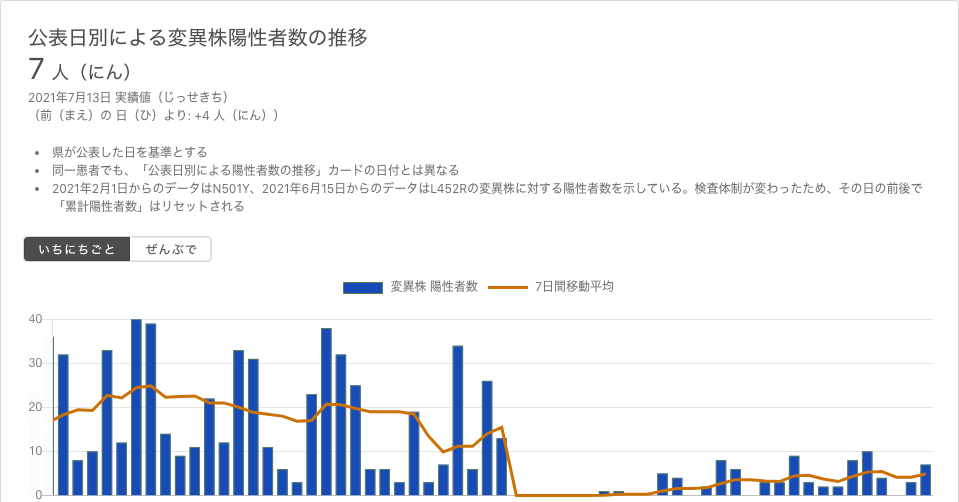 公表日別による変異株陽性者数の推移
7 人（にん）
2021年7月13日 実績値（じっせきち）
（前（まえ）の 日（ひ）より: +4 人（にん））
• 県が公表した日を基準とする
• 同一患者でも、「公表日別による陽性者数の推移」カードの日付とは異なる
• 2021年2月1日からのデータはN501Y、2021年6月15日からのデータはL452Rの変異株に対する陽性者数を示している。検査体制が変わったため、その日の前後で
「累計陽性者数」はリセットされる
いちにちごと ぜんぶで
変異株 陽性者数 7日間移動平均
40
30
20
10
0